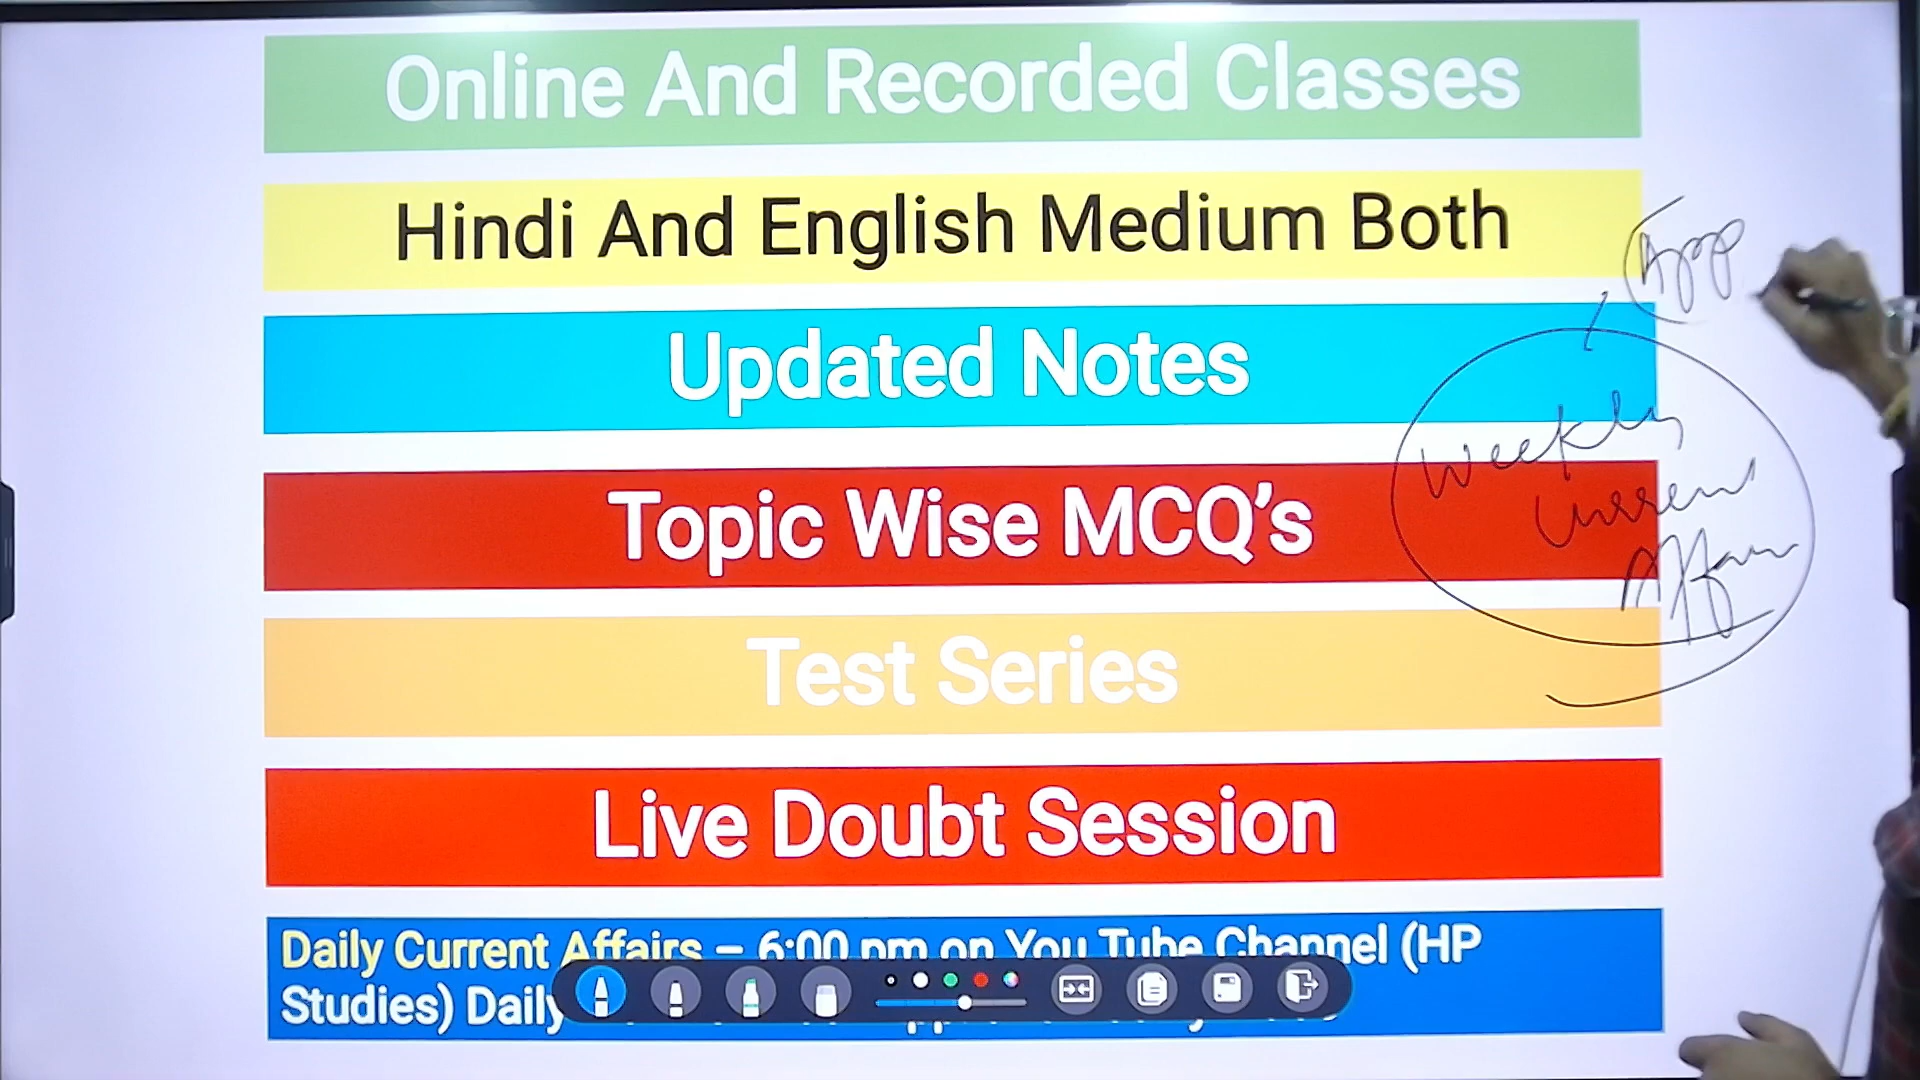 Online And Recorded Classes
Hindi And English Medium Both
App
Updated Notes
Weekly
Current
Affair
Topic Wise MCQ's
Test Series
Live Doubt Session
Daily Current Affairs – 6:00 pm on You Tube Channel (HP
Studies) Daily